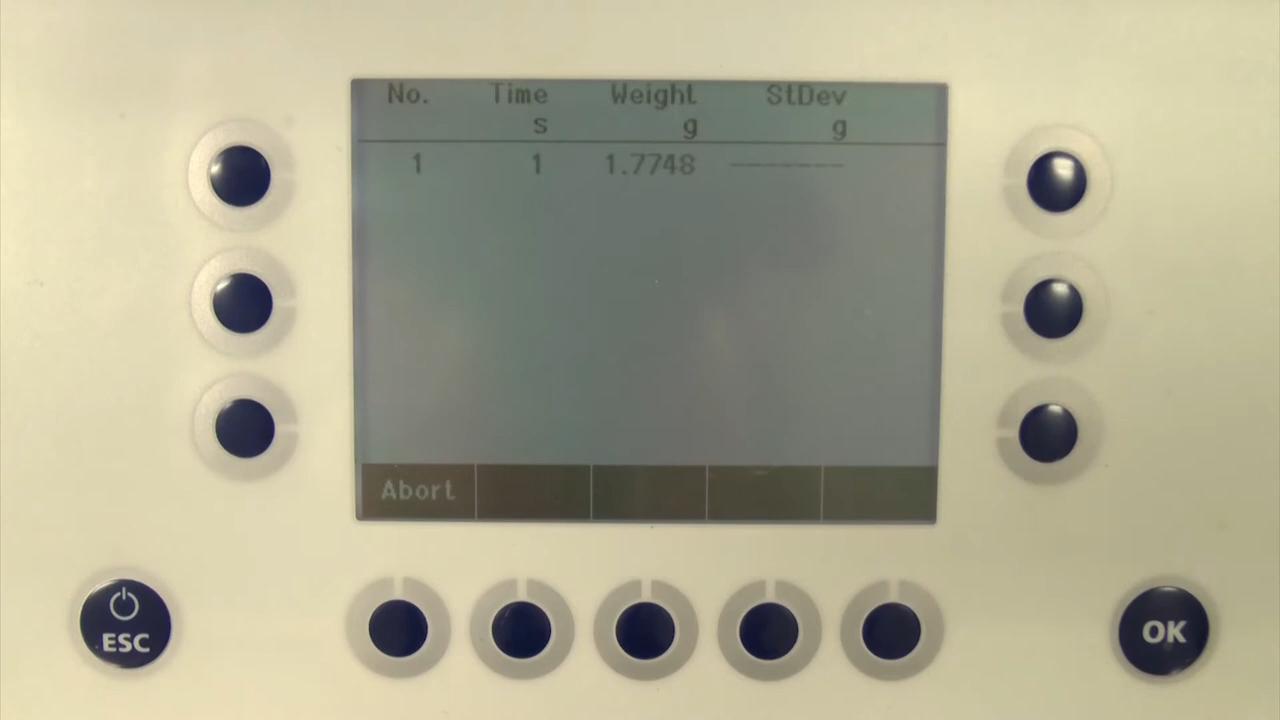 No. Time Weight StDev
s g g
1 1 1.7748 -------
Abort
ESC
OK